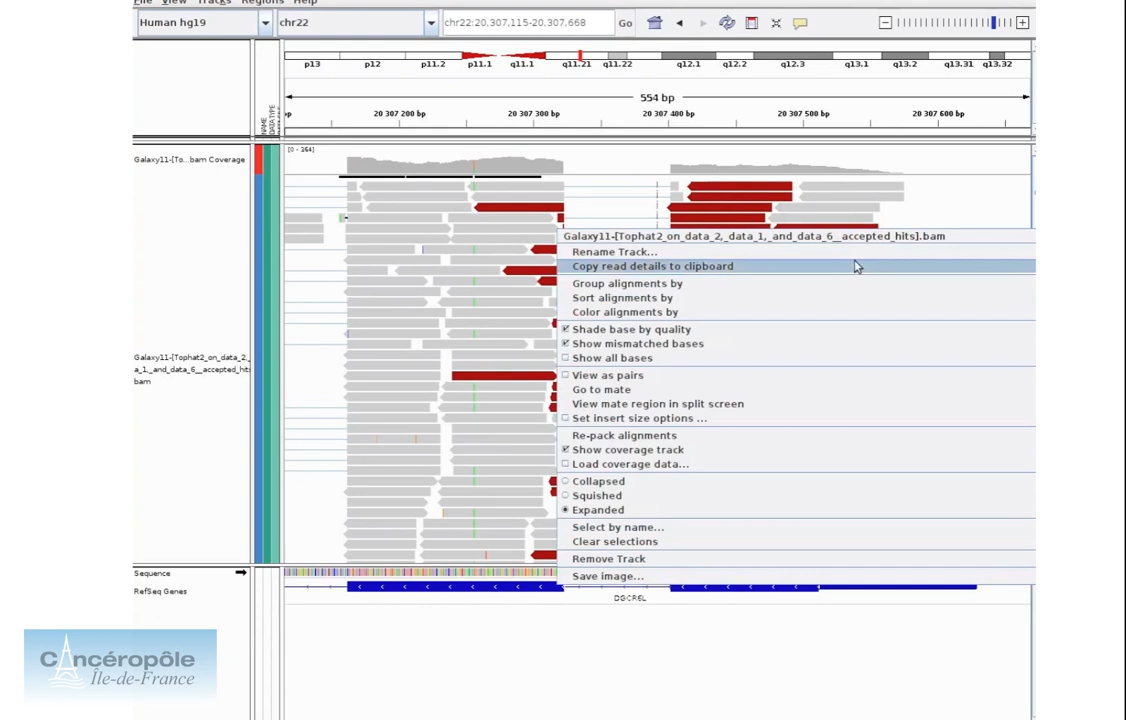 File View Tracks Regions Help
Human hg19 chr22 chr22:20,307,115-20,307,668 Go
p13 p12 p11.2 p11.1 q11.1 q11.21 q11.22 q12.1 q12.2 q12.3 q13.1 q13.2 q13.31 q13.32
554 bp
20 307 200 bp 20 307 300 bp 20 307 400 bp 20 307 500 bp 20 307 600 bp
NAME
DATA TYPE
Galaxy11-[To...bam Coverage
Galaxy11-[Tophat2_on_data_2,_data_1,_and_data_6__accepted_hits].bam
Rename Track...
Copy read details to clipboard
Group alignments by
Sort alignments by
Color alignments by
Shade base by quality
Show mismatched bases
Show all bases
View as pairs
Go to mate
View mate region in split screen
Set insert size options ...
Re-pack alignments
Show coverage track
Load coverage data...
Collapsed
Squished
Expanded
Select by name...
Clear selections
Remove Track
Save image...
Galaxy11-[Tophat2_on_data_2,_
a_1,_and_data_6__accepted_hits
bam
Sequence
RefSeq Genes
DGCR6L
Cancéropôle
Île-de-France